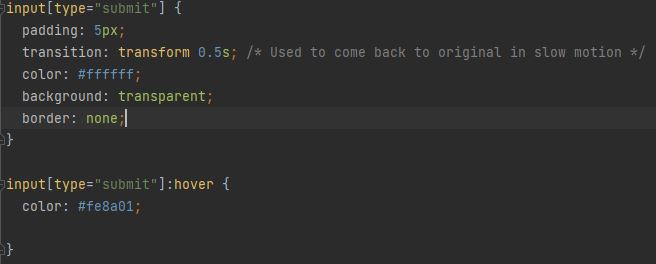 input[type="submit"] {
  padding: 5px;
  transition: transform 0.5s; /* Used to come back to original in slow motion */
  color: #ffffff;
  background: transparent;
  border: none;
}

input[type="submit"]:hover {
  color: #fe8a01;

}